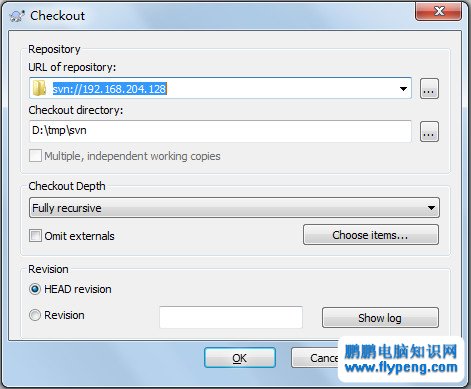 Checkout
Repository
URL of repository:
svn://192.168.204.128
...
Checkout directory:
D:\tmp\svn
...
Multiple, independent working copies
Checkout Depth
Fully recursive
Omit externals
Choose items...
Revision
HEAD revision
Revision
Show log
OK
Cance
鹏鹏电脑知识网
www.flypeng.com